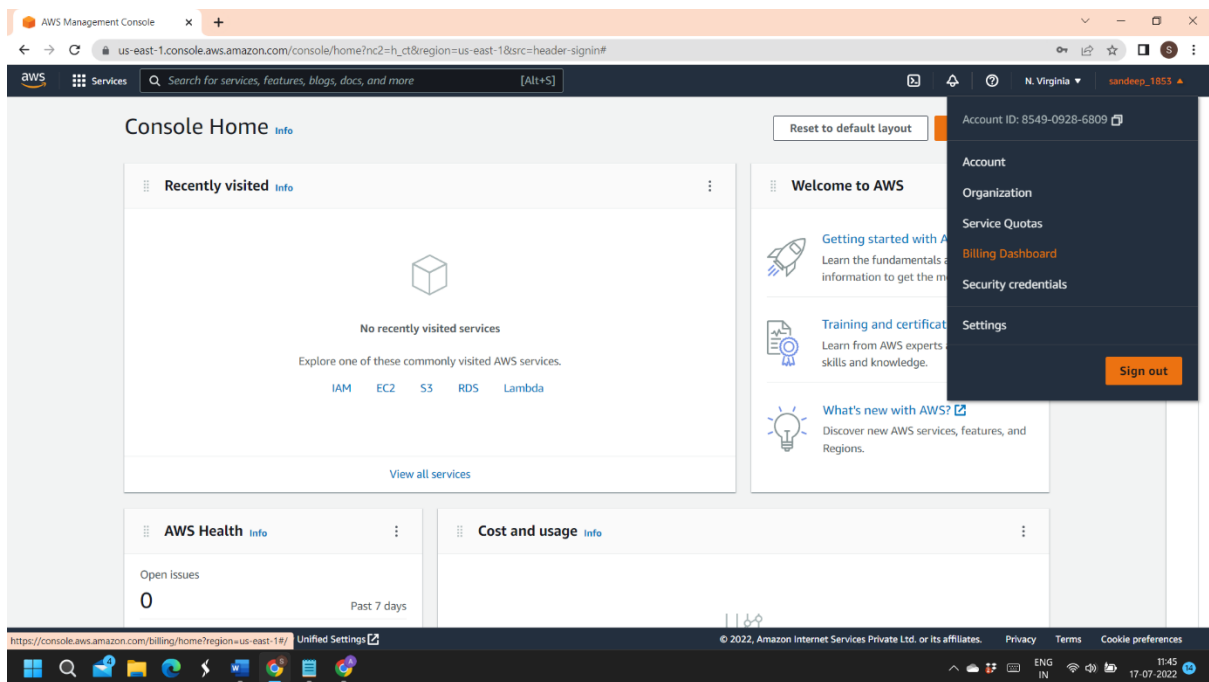 AWS Management Console
us-east-1.console.aws.amazon.com/console/home?nc2=h_ct&region=us-east-1&src=header-signin#
S
aws
Services
Search for services, features, blogs, docs, and more
[Alt+S]
N. Virginia
sandeep_1853
Console Home Info
Reset to default layout
Account ID: 8549-0928-6809
Account
Organization
Service Quotas
Billing Dashboard
Security credentials
Settings
Sign out
Recently visited Info
No recently visited services
Explore one of these commonly visited AWS services.
IAM EC2 S3 RDS Lambda
View all services
Welcome to AWS
Getting started with A
Learn the fundamentals a
information to get the m
Training and certificat
Learn from AWS experts
skills and knowledge.
What's new with AWS?
Discover new AWS services, features, and
Regions.
AWS Health Info
Open issues
0 Past 7 days
Cost and usage Info
https://console.aws.amazon.com/billing/home?region=us-east-1#/
Unified Settings
© 2022, Amazon Internet Services Private Ltd. or its affiliates. Privacy Terms Cookie preferences
ENG
IN
11:45
17-07-2022
14